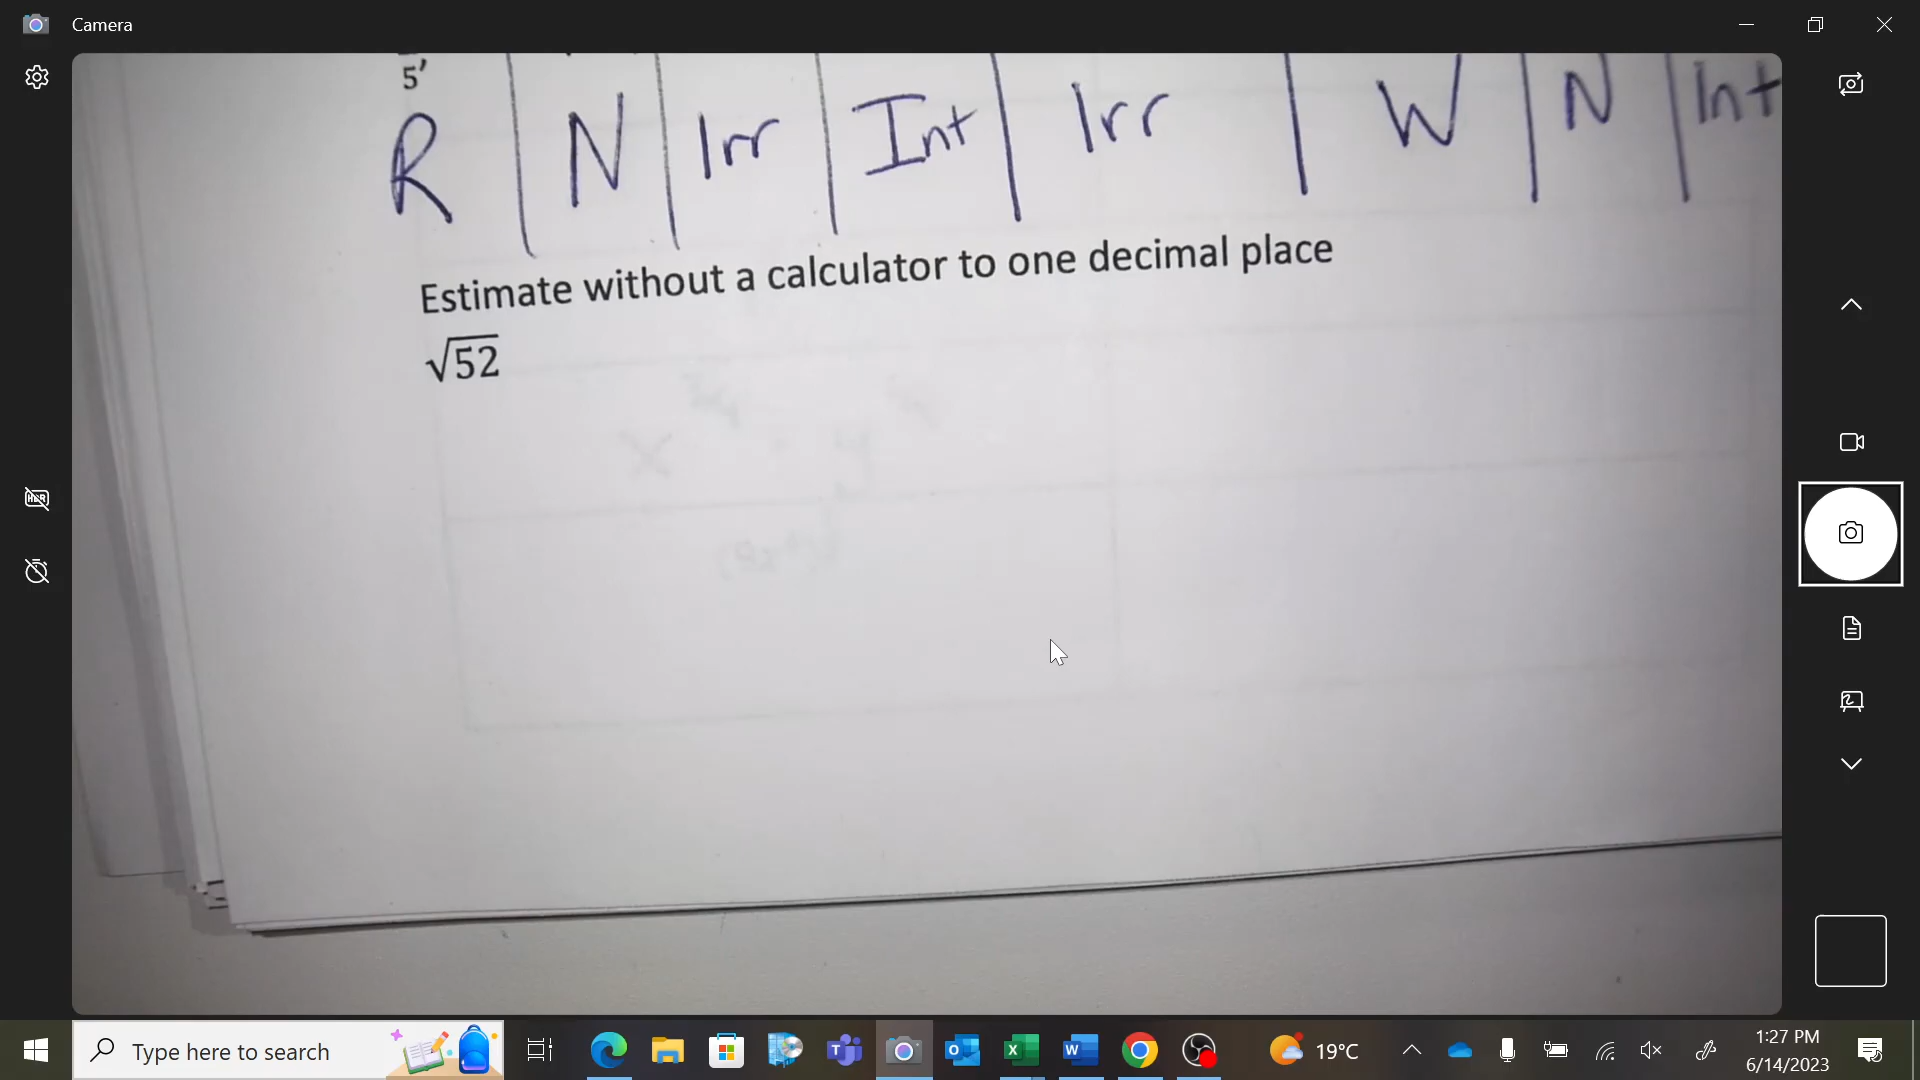 Camera
5'
R N Irr Int Irr W N Int
Estimate without a calculator to one decimal place
√52
Type here to search
19°C
1:27 PM
6/14/2023